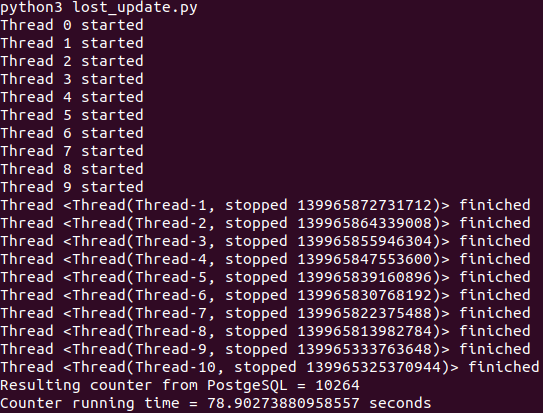 python3 lost_update.py
Thread 0 started
Thread 1 started
Thread 2 started
Thread 3 started
Thread 4 started
Thread 5 started
Thread 6 started
Thread 7 started
Thread 8 started
Thread 9 started
Thread <Thread(Thread-1, stopped 139965872731712)> finiched
Thread <Thread(Thread-2, stopped 139965864339008)> finiched
Thread <Thread(Thread-3, stopped 139965855946304)> finiched
Thread <Thread(Thread-4, stopped 139965847553600)> finiched
Thread <Thread(Thread-5, stopped 139965839160896)> finiched
Thread <Thread(Thread-6, stopped 139965830768192)> finiched
Thread <Thread(Thread-7, stopped 139965822375488)> finiched
Thread <Thread(Thread-8, stopped 139965813982784)> finiched
Thread <Thread(Thread-9, stopped 139965333763648)> finiched
Thread <Thread(Thread-10, stopped 139965325370944)> finiched
Resulting counter from PostgeSQL = 10264
Counter running time = 78.90273880958557 seconds